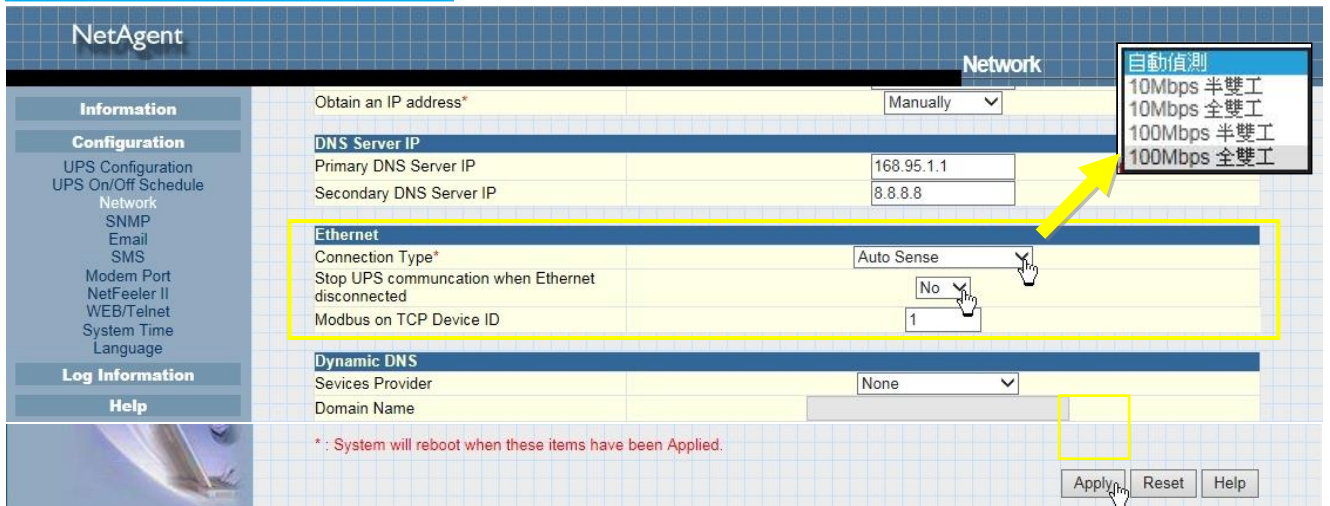 NetAgent
Network
Information
Configuration
UPS Configuration
UPS On/Off Schedule
Network
SNMP
Email
SMS
Modem Port
NetFeeler II
WEB/Telnet
System Time
Language
Log Information
Help
Obtain an IP address* Manually
DNS Server IP
Primary DNS Server IP 168.95.1.1
Secondary DNS Server IP 8.8.8.8
Ethernet
Connection Type* Auto Sense
Stop UPS communcation when Ethernet
disconnected No
Modbus on TCP Device ID 1
Dynamic DNS
Sevices Provider None
Domain Name
* : System will reboot when these items have been Applied.
Apply Reset Help
自動偵測
10Mbps 半雙工
10Mbps 全雙工
100Mbps 半雙工
100Mbps 全雙工